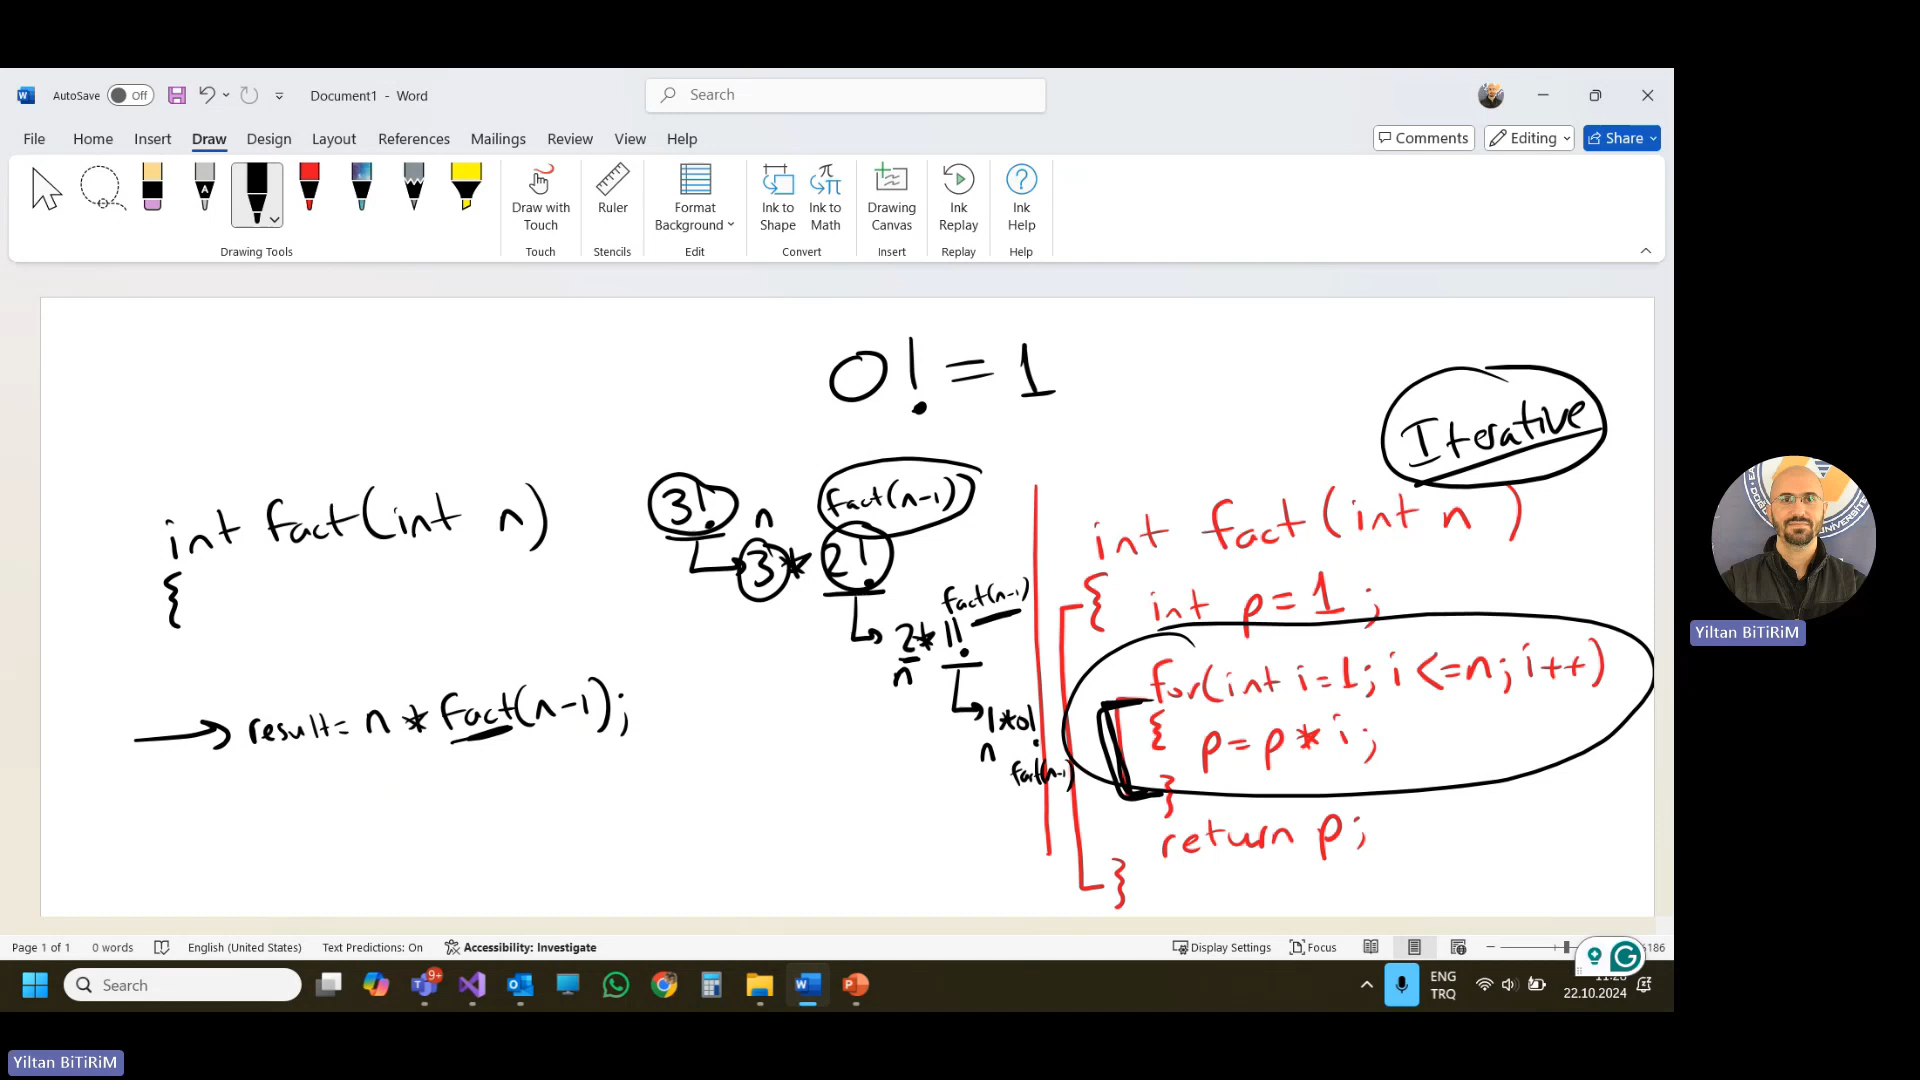 AutoSave Off Document1 - Word Search
File Home Insert Draw Design Layout References Mailings Review View Help Comments Editing Share
Draw with Touch
Ruler
Format Background
Ink to Shape
Ink to Math
Drawing Canvas
Ink Replay
Ink Help
Drawing Tools Touch Stencils Edit Convert Insert Replay Help
0! = 1
Iterative
int fact(int n)
{
→ result = n * fact(n-1);
3!
n fact(n-1)
3 * 2!
fact(n-1)
2 * 1!
n
1*0!
n
fact(n-1)
int fact(int n)
{ int p = 1;
for(int i=1; i<=n; i++)
{ p = p * i;
}
return p;
}
Yiltan BiTiRiM
Page 1 of 1 0 words English (United States) Text Predictions: On Accessibility: Investigate Display Settings Focus
Search 9+ ENG
TRQ
22.10.2024
Yiltan BiTiRiM